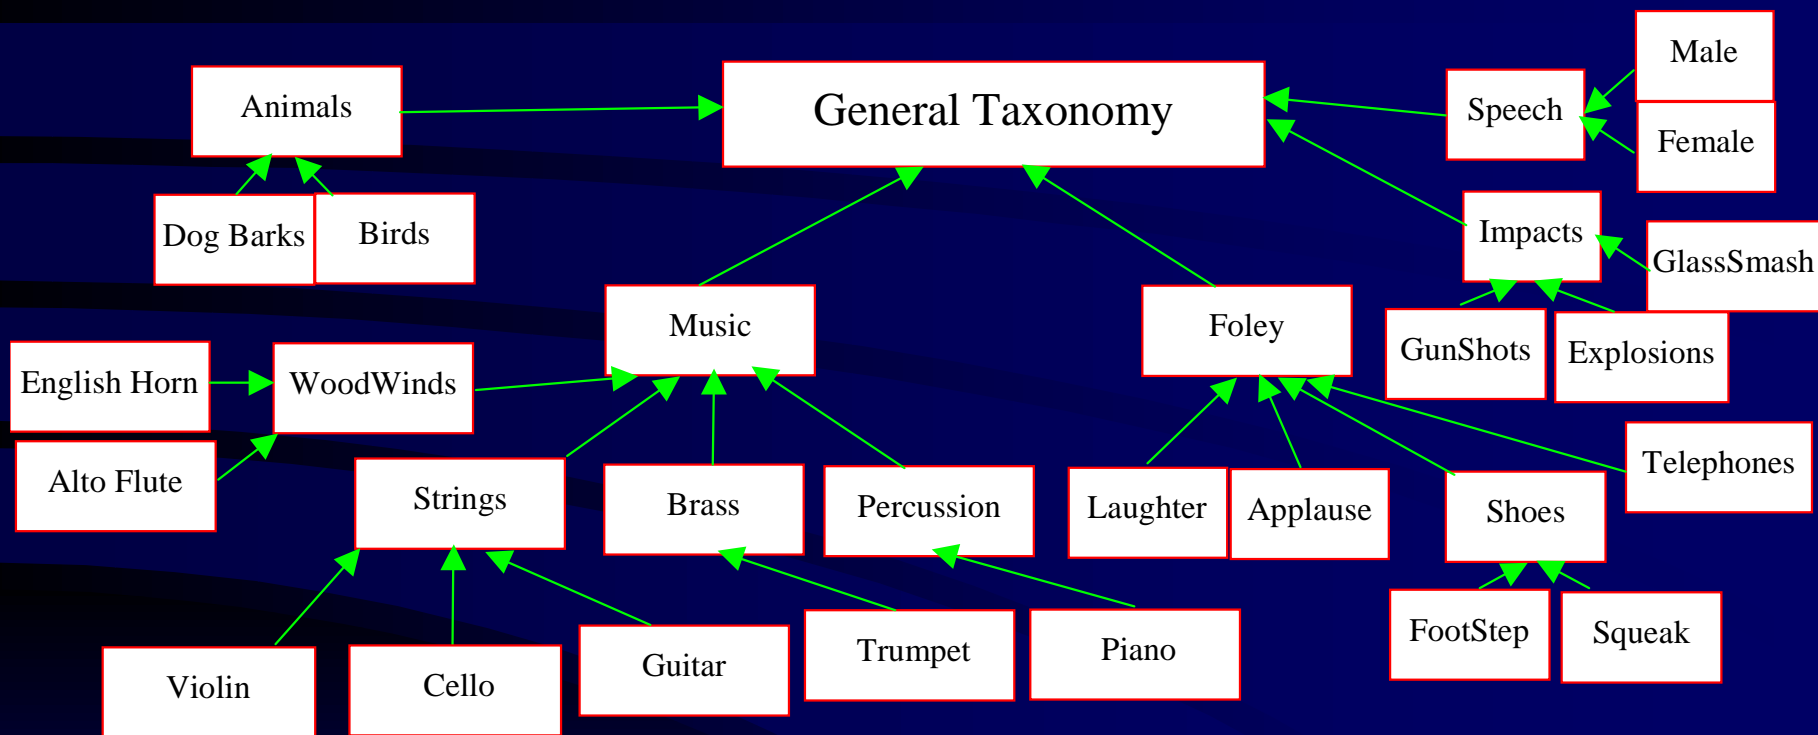 Male
Animals
General Taxonomy
Speech
Female
Dog Barks
Birds
Impacts
GlassSmash
Music
Foley
GunShots
Explosions
English Horn
WoodWinds
Alto Flute
Strings
Brass
Percussion
Laughter
Applause
Shoes
Telephones
Violin
Cello
Guitar
Trumpet
Piano
FootStep
Squeak